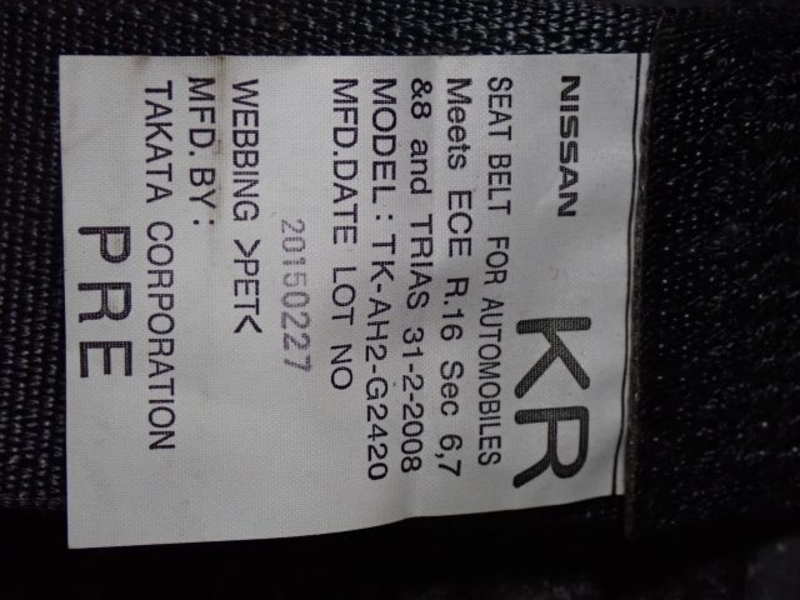 NISSAN
KR
SEAT BELT FOR AUTOMOBILES
Meets ECE R.16 Sec 6,7
&8 and TRIAS 31-2-2008
MODEL: TK-AH2-G2420
MFD.DATE LOT NO
20150227
WEBBING >PET<
MFD.BY:
TAKATA CORPORATION
PRE